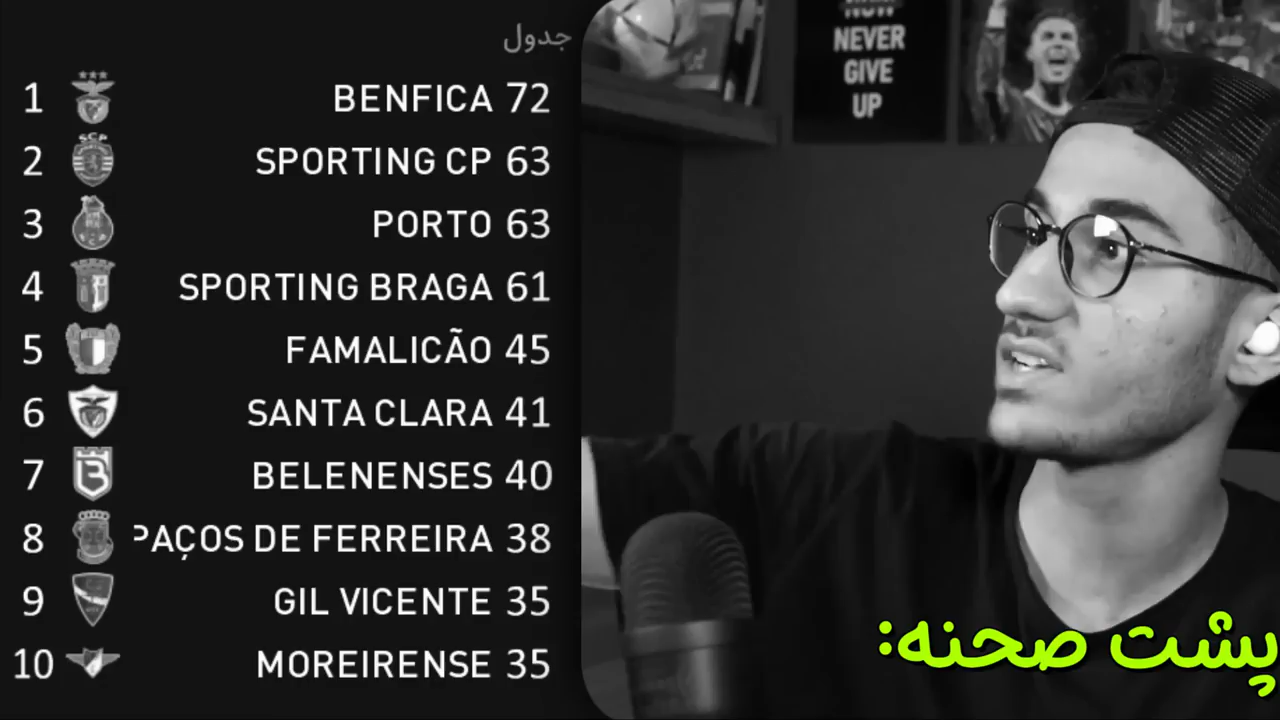 جدول
1 BENFICA 72
2 SPORTING CP 63
3 PORTO 63
4 SPORTING BRAGA 61
5 FAMALICÃO 45
6 SANTA CLARA 41
7 BELENENSES 40
8 PAÇOS DE FERREIRA 38
9 GIL VICENTE 35
10 MOREIRENSE 35
NEVER
GIVE
UP
پشت صحنه: